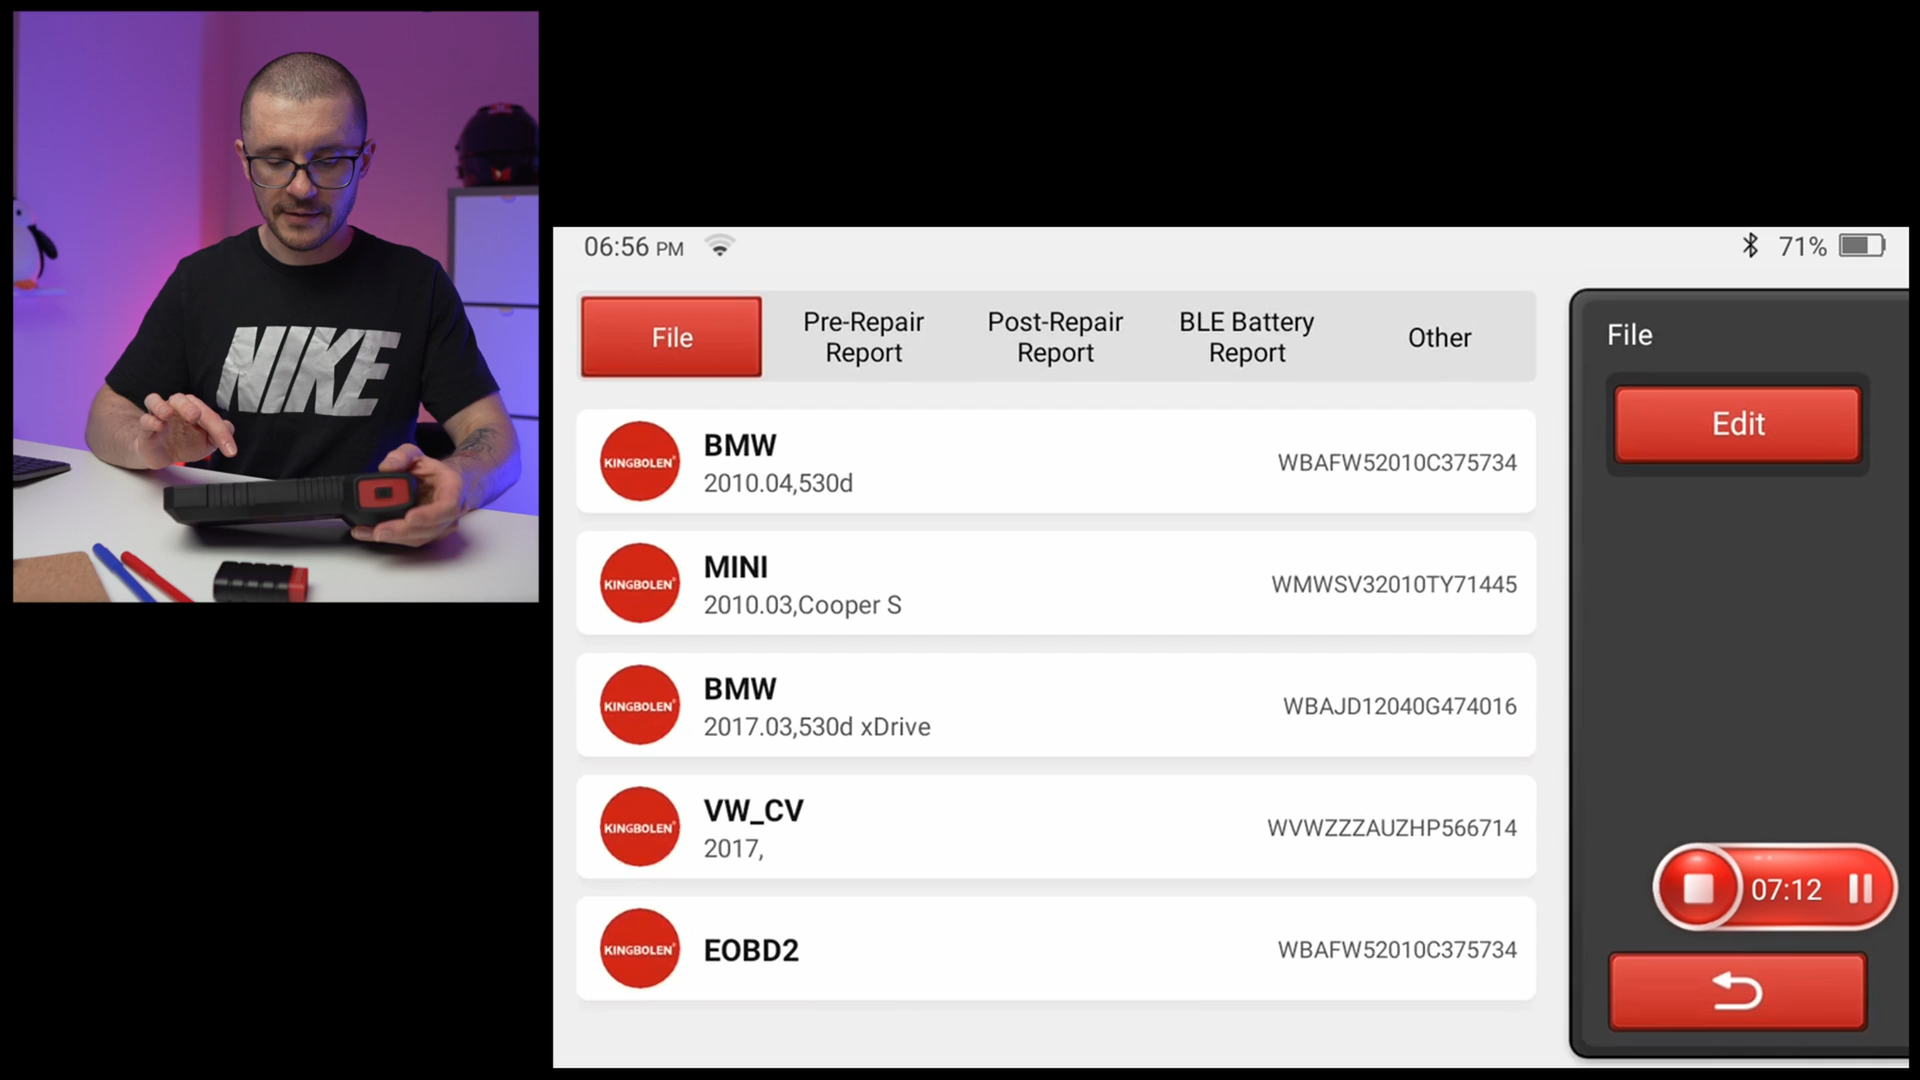 NIKE
06:56 PM
71%
File
Pre-Repair
Report
Post-Repair
Report
BLE Battery
Report
Other
KINGBOLEN®
BMW
2010.04,530d
WBAFW52010C375734
KINGBOLEN®
MINI
2010.03,Cooper S
WMWSV32010TY71445
KINGBOLEN®
BMW
2017.03,530d xDrive
WBAJD12040G474016
KINGBOLEN®
VW_CV
2017,
WVWZZZAUZHP566714
KINGBOLEN®
EOBD2
WBAFW52010C375734
File
Edit
07:12